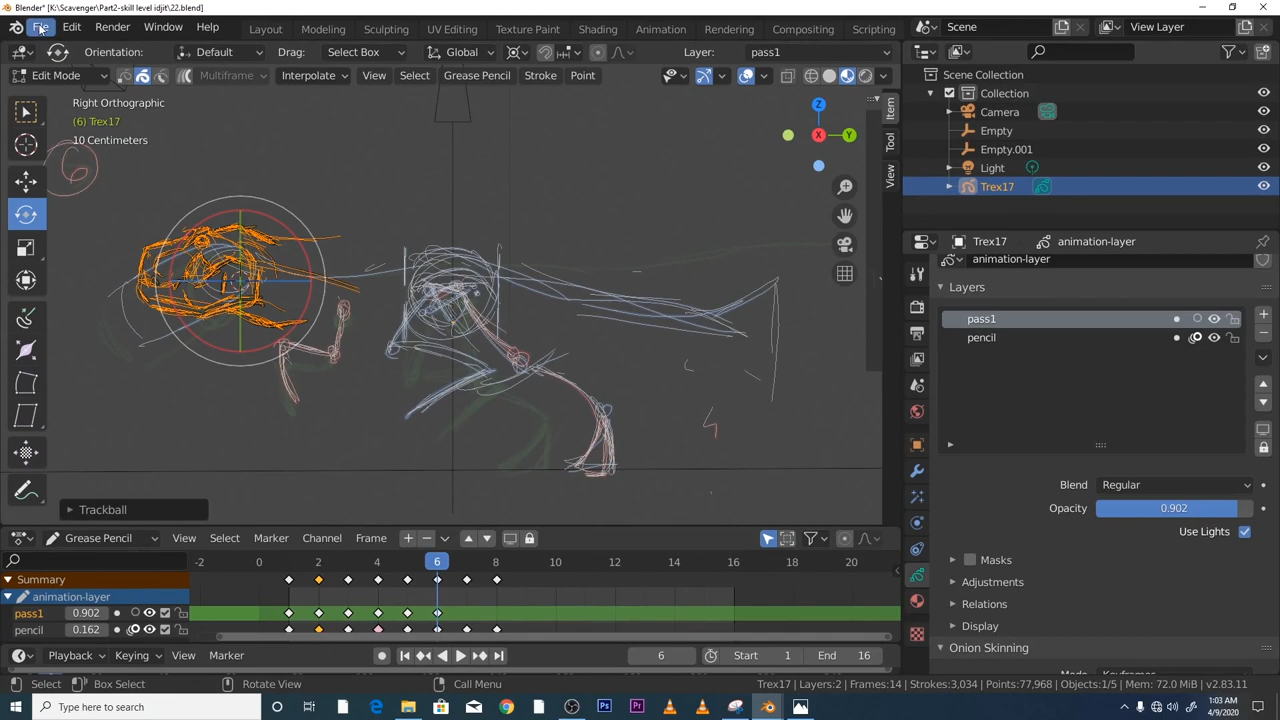 Blender* [K:\Scavenger\Part2-skill level idjit\22.blend]
File Edit Render Window Help
Layout Modeling Sculpting UV Editing Texture Paint Shading Animation Rendering Compositing Scripting
Scene View Layer
Orientation: Default Drag: Select Box Global Layer: pass1
Edit Mode Multiframe Interpolate View Select Grease Pencil Stroke Point
Right Orthographic
(6) Trex17
10 Centimeters
Z
X Y
Item
Tool
View
Trackball
Scene Collection
Collection
Camera
Empty
Empty.001
Light
Trex17
Trex17 animation-layer
animation-layer
Layers
pass1
pencil
Blend Regular
Opacity 0.902
Use Lights
Masks
Adjustments
Relations
Display
Onion Skinning
Grease Pencil View Select Marker Channel Frame
-2 0 2 4 6 8 10 12 14 16 18 20
Summary
animation-layer
pass1 0.902
pencil 0.162
Playback Keying View Marker 6 Start 1 End 16
Select Box Select Rotate View Call Menu
Trex17 | Layers:2 | Frames:14 | Strokes:3,034 | Points:77,968 | Objects:1/5 | Mem: 72.0 MiB | v2.83.11
Type here to search
1:03 AM
4/9/2020